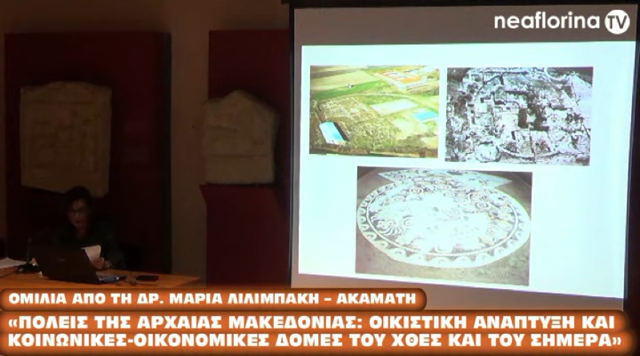 neaflorina TV
ΟΜΙΛΙΑ ΑΠΟ ΤΗ ΔΡ. ΜΑΡΙΑ ΛΙΛΙΜΠΑΚΗ – ΑΚΑΜΑΤΗ
«ΠΟΛΕΙΣ ΤΗΣ ΑΡΧΑΙΑΣ ΜΑΚΕΔΟΝΙΑΣ: ΟΙΚΙΣΤΙΚΗ ΑΝΑΠΤΥΞΗ ΚΑΙ
ΚΟΙΝΩΝΙΚΕΣ-ΟΙΚΟΝΟΜΙΚΕΣ ΔΟΜΕΣ ΤΟΥ ΧΘΕΣ ΚΑΙ ΤΟΥ ΣΗΜΕΡΑ»